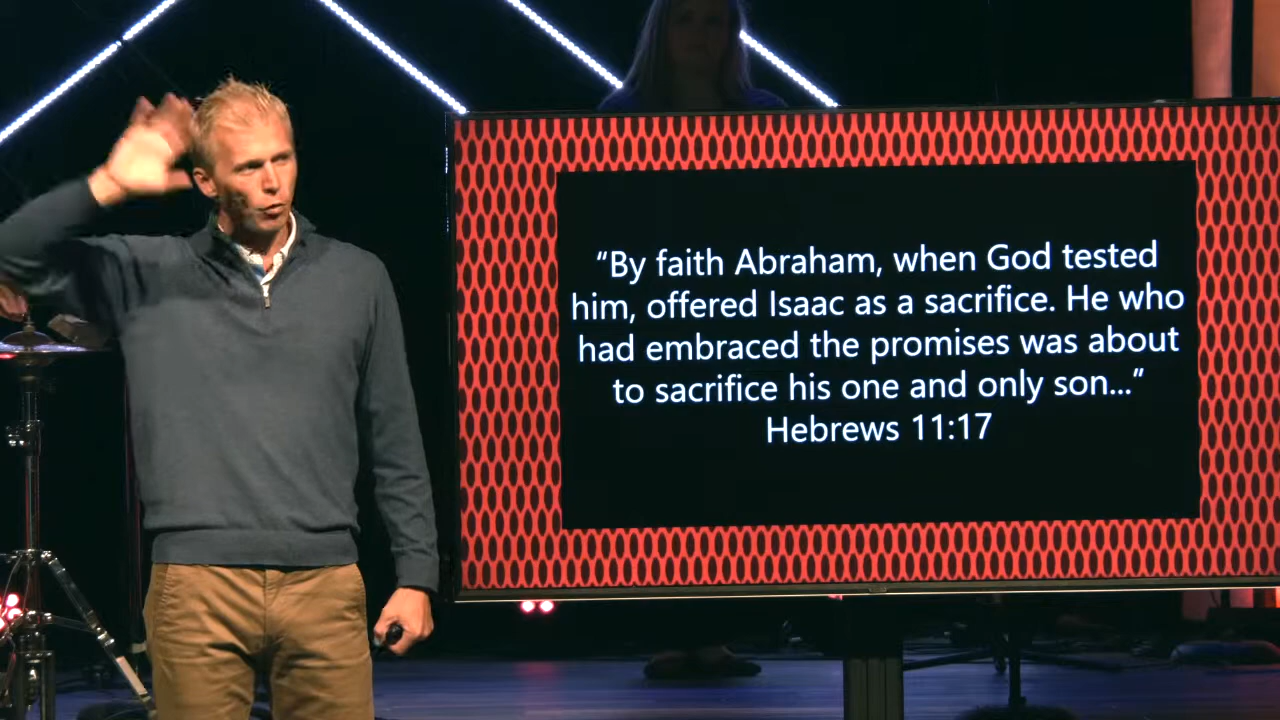 “By faith Abraham, when God tested
him, offered Isaac as a sacrifice. He who
had embraced the promises was about
to sacrifice his one and only son...”
Hebrews 11:17